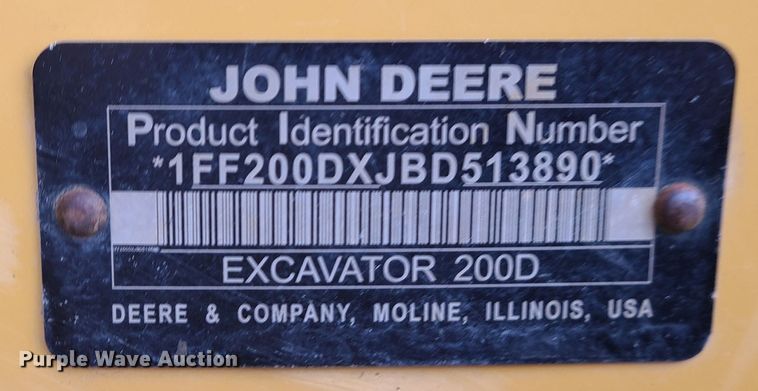 JOHN DEERE
Product Identification Number
*1FF200DXJBD513890*
EXCAVATOR 200D
DEERE & COMPANY, MOLINE, ILLINOIS, USA
Purple Wave Auction